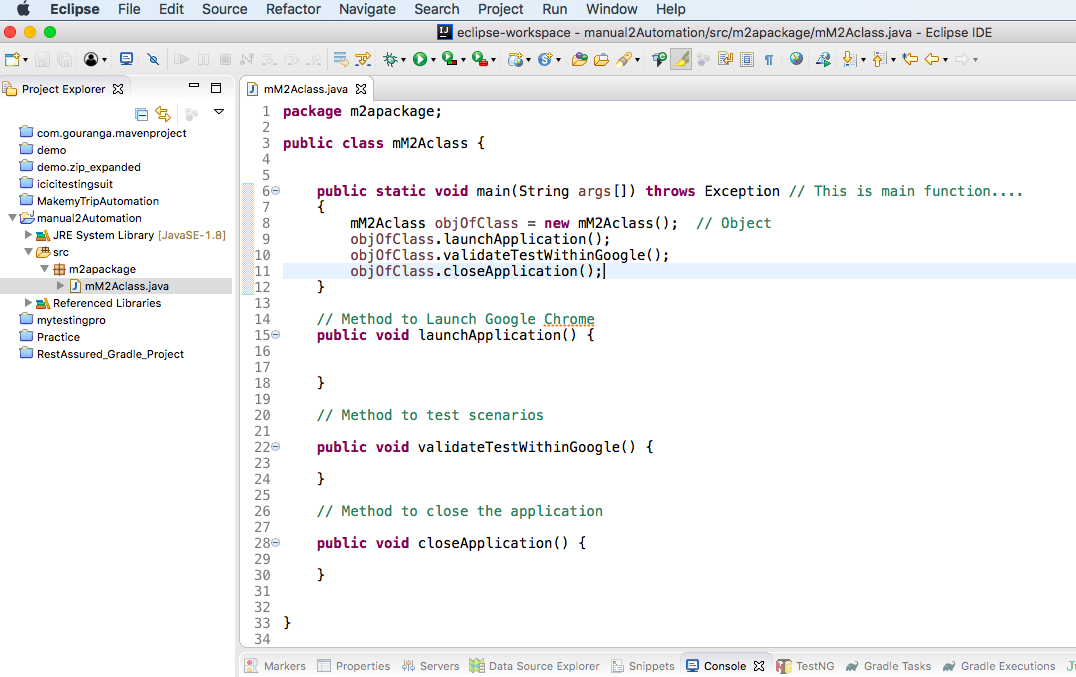 Eclipse File Edit Source Refactor Navigate Search Project Run Window Help
eclipse-workspace - manual2Automation/src/m2apackage/mM2Aclass.java - Eclipse IDE
Project Explorer
com.gouranga.mavenproject
demo
demo.zip_expanded
icicitestingsuit
MakemyTripAutomation
manual2Automation
JRE System Library [JavaSE-1.8]
src
m2apackage
mM2Aclass.java
Referenced Libraries
mytestingpro
Practice
RestAssured_Gradle_Project
mM2Aclass.java
1 package m2apackage;
2
3 public class mM2Aclass {
4
5
6 public static void main(String args[]) throws Exception // This is main function....
7 {
8 mM2Aclass objOfClass = new mM2Aclass(); // Object
9 objOfClass.launchApplication();
10 objOfClass.validateTestWithinGoogle();
11 objOfClass.closeApplication();
12 }
13
14 // Method to Launch Google Chrome
15 public void launchApplication() {
16
17
18 }
19
20 // Method to test scenarios
21
22 public void validateTestWithinGoogle() {
23
24 }
25
26 // Method to close the application
27
28 public void closeApplication() {
29
30 }
31
32
33 }
34
Markers Properties Servers Data Source Explorer Snippets Console TestNG Gradle Tasks Gradle Executions